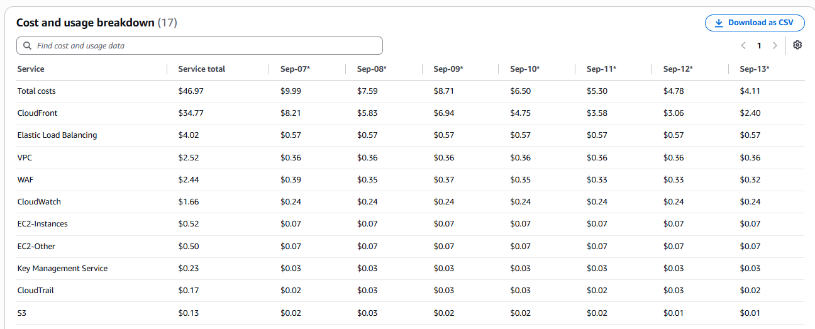 Cost and usage breakdown (17)
Download as CSV
Find cost and usage data
1
Service Service total Sep-07* Sep-08* Sep-09* Sep-10* Sep-11* Sep-12* Sep-13*
Total costs $46.97 $9.99 $7.59 $8.71 $6.50 $5.30 $4.78 $4.11
CloudFront $34.77 $8.21 $5.83 $6.94 $4.75 $3.58 $3.06 $2.40
Elastic Load Balancing $4.02 $0.57 $0.57 $0.57 $0.57 $0.57 $0.57 $0.57
VPC $2.52 $0.36 $0.36 $0.36 $0.36 $0.36 $0.36 $0.36
WAF $2.44 $0.39 $0.35 $0.37 $0.35 $0.33 $0.33 $0.32
CloudWatch $1.66 $0.24 $0.24 $0.24 $0.24 $0.24 $0.24 $0.24
EC2-Instances $0.52 $0.07 $0.07 $0.07 $0.07 $0.07 $0.07 $0.07
EC2-Other $0.50 $0.07 $0.07 $0.07 $0.07 $0.07 $0.07 $0.07
Key Management Service $0.23 $0.03 $0.03 $0.03 $0.03 $0.03 $0.03 $0.03
CloudTrail $0.17 $0.02 $0.03 $0.03 $0.03 $0.02 $0.03 $0.02
S3 $0.13 $0.02 $0.03 $0.02 $0.02 $0.02 $0.01 $0.01